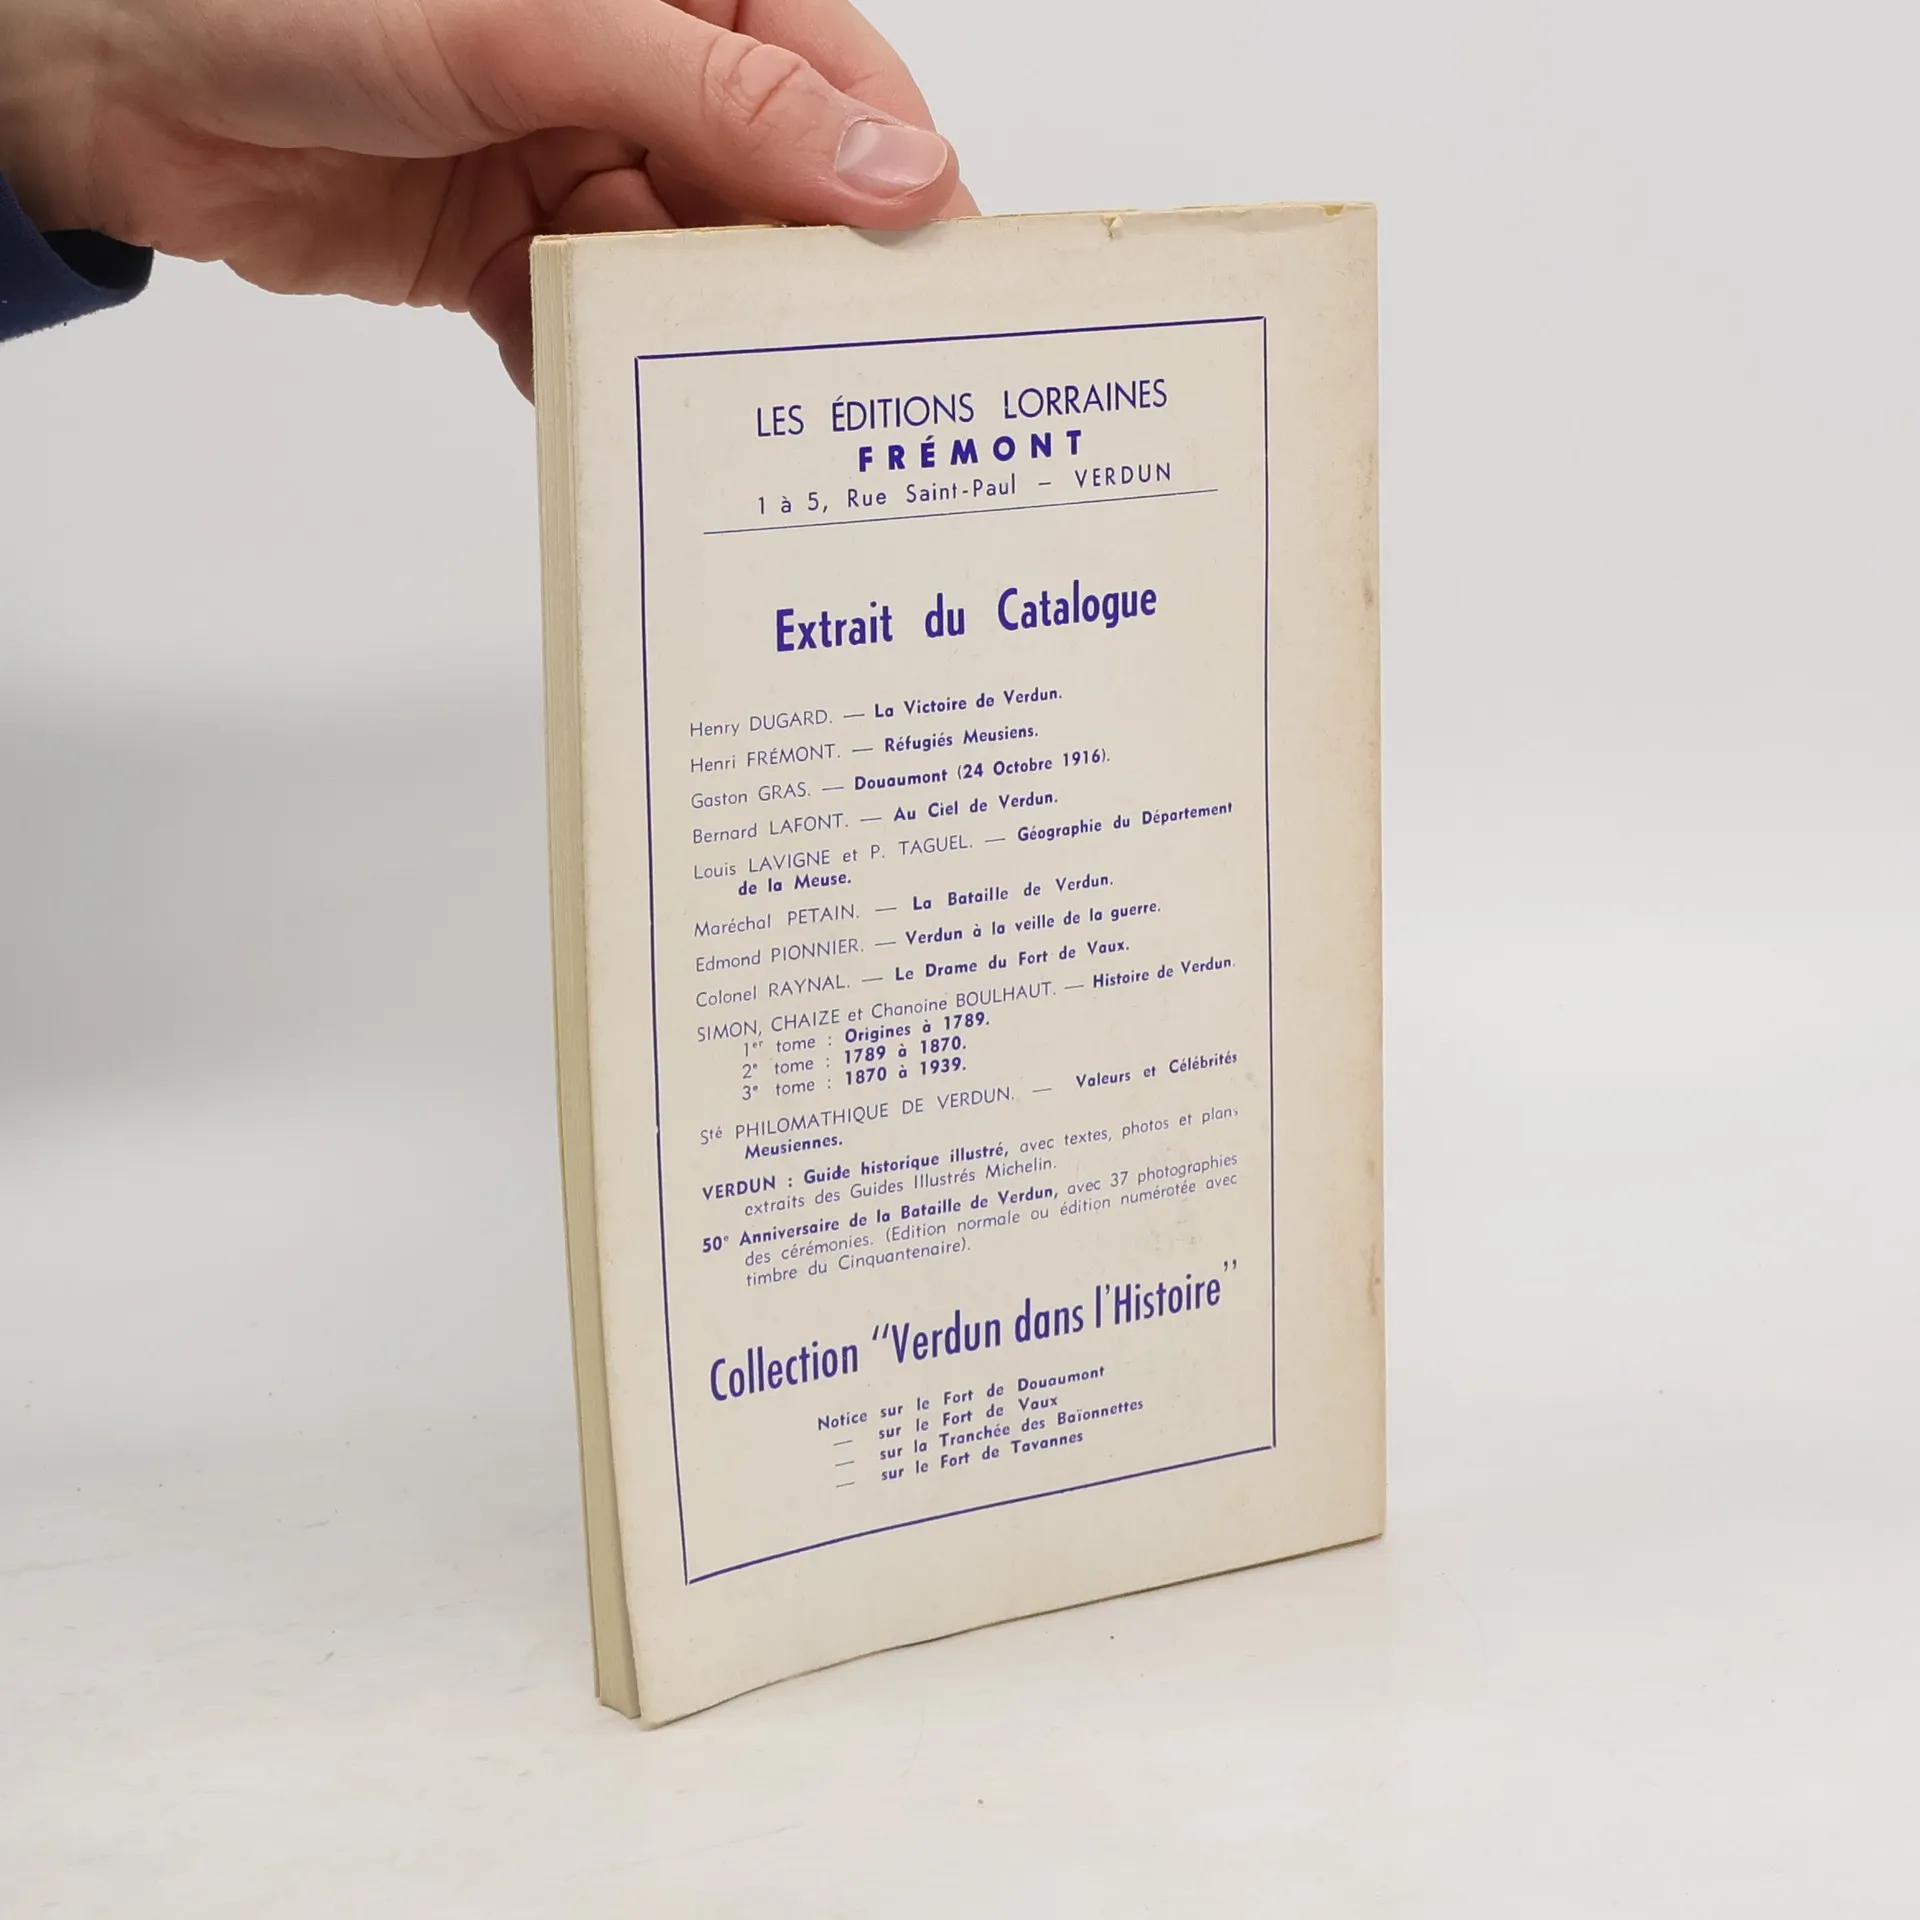 LES ÉDITIONS LORRAINES
FRÉMONT
1 à 5, Rue Saint-Paul – VERDUN
Extrait du Catalogue
Henry DUGARD. — La Victoire de Verdun.
Henri FRÉMONT. — Réfugiés Meusiens.
Gaston GRAS. — Douaumont (24 Octobre 1916).
Bernard LAFONT. — Au Ciel de Verdun.
Louis LAVIGNE et P. TAGUEL. — Géographie du Département
de la Meuse.
Maréchal PETAIN. — La Bataille de Verdun.
Edmond PIONNIER. — Verdun à la veille de la guerre.
Colonel RAYNAL. — Le Drame du Fort de Vaux.
SIMON, CHAIZE et Chanoine BOULHAUT. — Histoire de Verdun.
1er tome : Origines à 1789.
2e tome : 1789 à 1870.
3e tome : 1870 à 1939.
Sté PHILOMATHIQUE DE VERDUN. — Valeurs et Célébrités
Meusiennes.
VERDUN : Guide historique illustré, avec textes, photos et plans
extraits des Guides Illustrés Michelin.
50e Anniversaire de la Bataille de Verdun, avec 37 photographies
des cérémonies. (Edition normale ou édition numérotée avec
timbre du Cinquantenaire).
Collection "Verdun dans l'Histoire"
Notice sur le Fort de Douaumont
— sur le Fort de Vaux
— sur la Tranchée des Baïonnettes
— sur le Fort de Tavannes